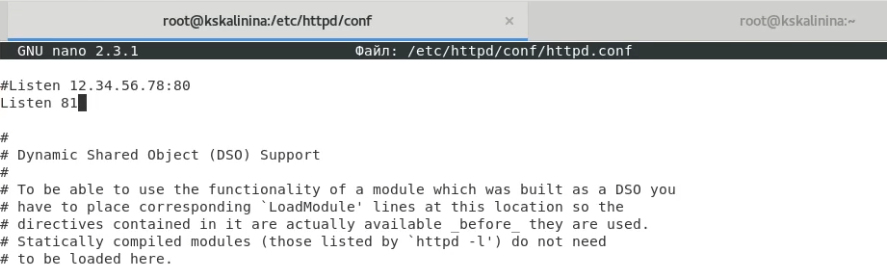 root@kskalinina:/etc/httpd/conf × root@kskalinina:~
GNU nano 2.3.1 Файл: /etc/httpd/conf/httpd.conf
#Listen 12.34.56.78:80
Listen 81
#
# Dynamic Shared Object (DSO) Support
#
# To be able to use the functionality of a module which was built as a DSO you
# have to place corresponding `LoadModule' lines at this location so the
# directives contained in it are actually available _before_ they are used.
# Statically compiled modules (those listed by `httpd -l') do not need
# to be loaded here.